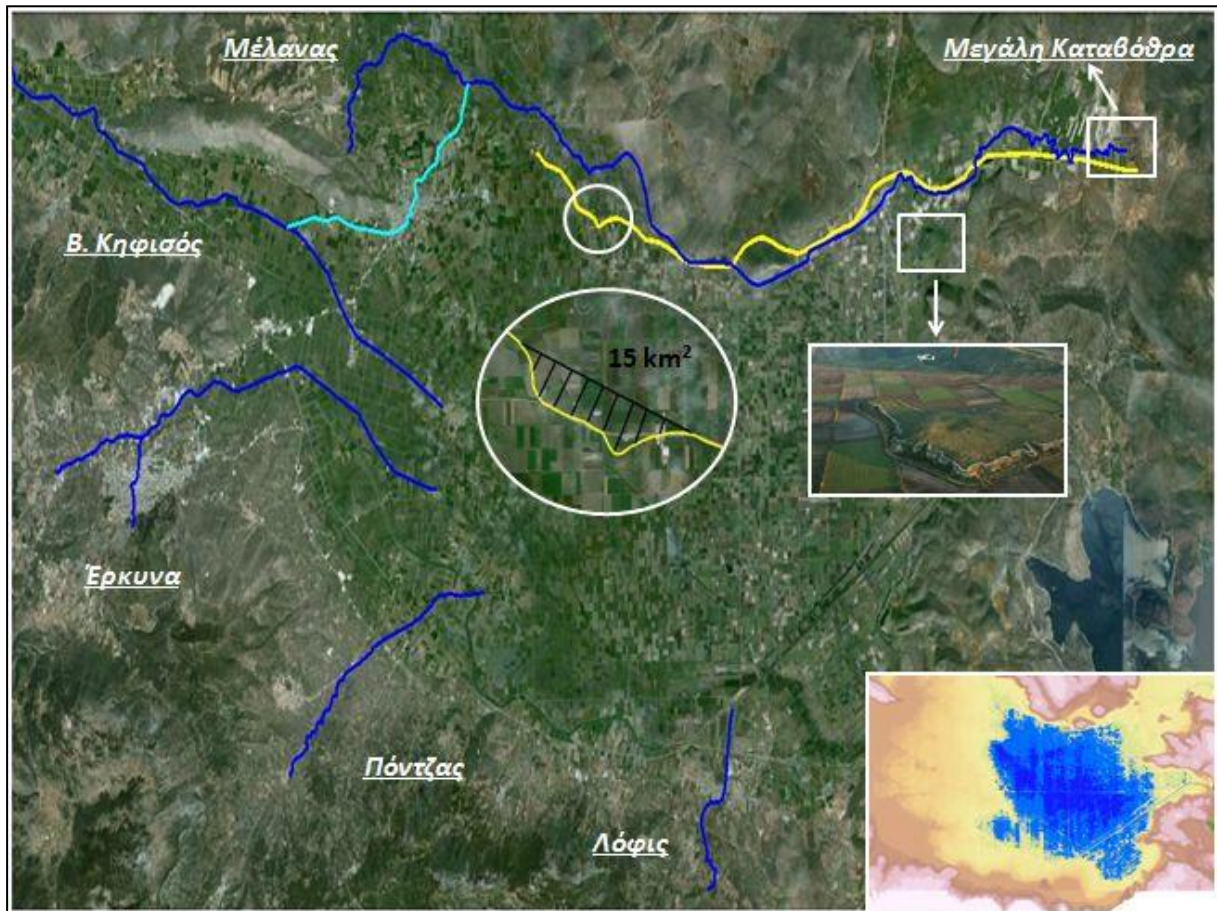 Μέλανας
Μεγάλη Καταβόθρα
Β. Κηφισός
15 km²
Έρκυνα
Πόντζας
Λόφις